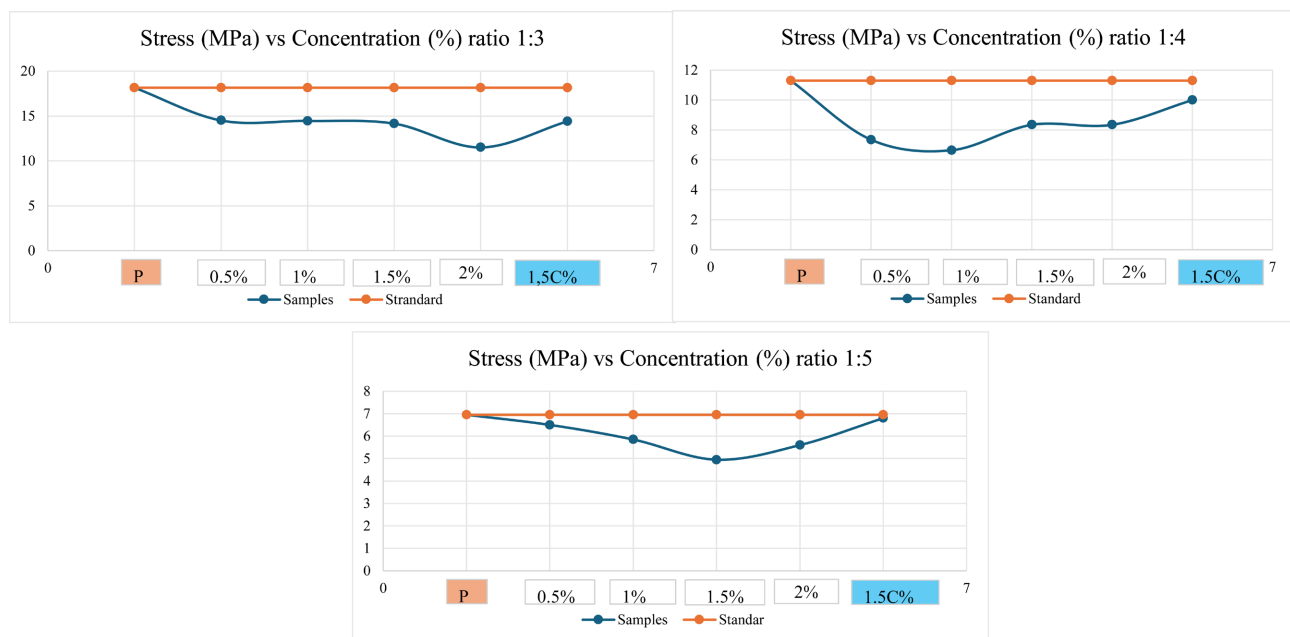 Stress (MPa) vs Concentration (%) ratio 1:3
20
15
10
5
0
0
P
0.5%
1%
1.5%
2%
1,5C%
7
Samples
Strandard
Stress (MPa) vs Concentration (%) ratio 1:4
12
10
8
6
4
2
0
0
P
0.5%
1%
1.5%
2%
1.5C%
7
Samples
Standard
Stress (MPa) vs Concentration (%) ratio 1:5
8
7
6
5
4
3
2
1
0
0
P
0.5%
1%
1.5%
2%
1.5C%
7
Samples
Standar